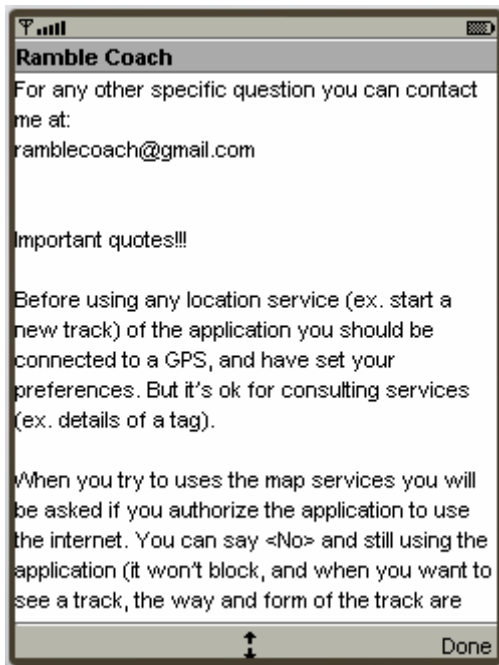 Ramble Coach
For any other specific question you can contact
me at:
ramblecoach@gmail.com
Important quotes!!!
Before using any location service (ex. start a
new track) of the application you should be
connected to a GPS, and have set your
preferences. But it's ok for consulting services
(ex. details of a tag).
When you try to uses the map services you will
be asked if you authorize the application to use
the internet. You can say <No> and still using the
application (it won't block, and when you want to
see a track, the way and form of the track are
Done